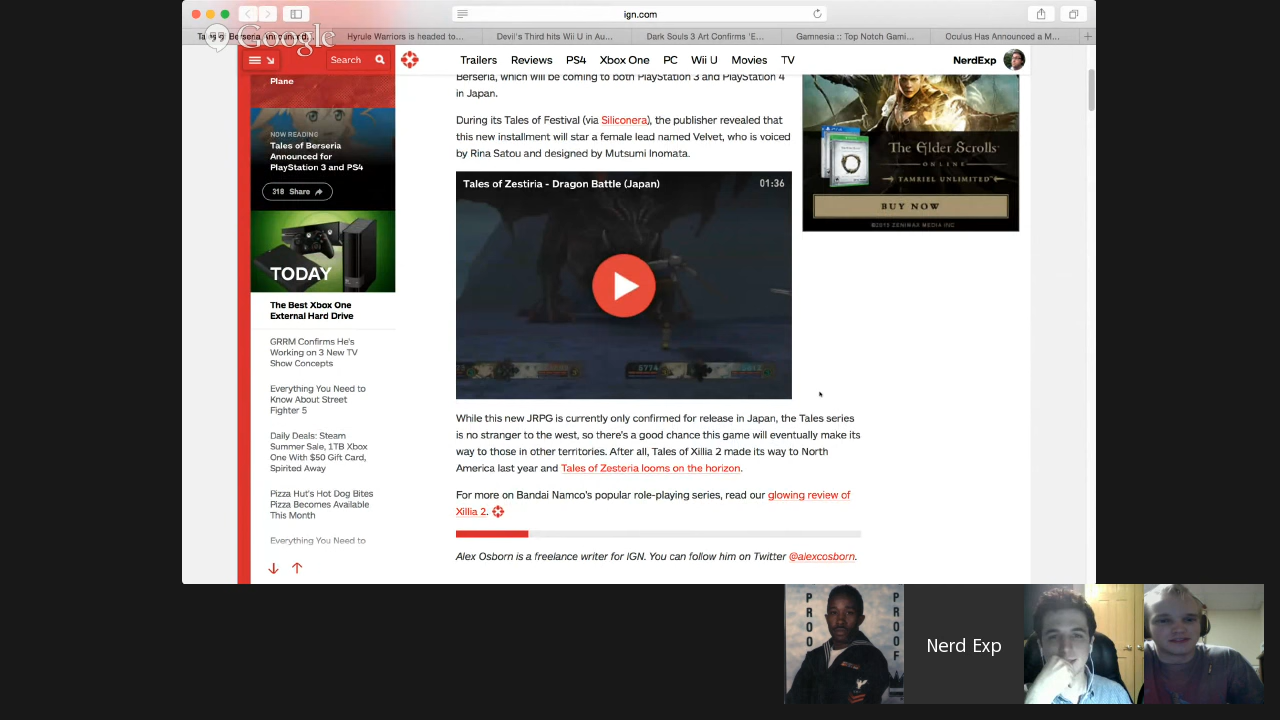 ign.com
Google
Hyrule Warriors is headed to...
Devil's Third hits Wii U in Au...
Dark Souls 3 Art Confirms 'E...
Gamnesia :: Top Notch Gami...
Oculus Has Announced a M...
Search
Trailers Reviews PS4 Xbox One PC Wii U Movies TV
NerdExp
Plane
NOW READING
Tales of Berseria
Announced for
PlayStation 3 and PS4
318 Share
TODAY
The Best Xbox One
External Hard Drive
GRRM Confirms He's
Working on 3 New TV
Show Concepts
Everything You Need to
Know About Street
Fighter 5
Daily Deals: Steam
Summer Sale, 1TB Xbox
One With $50 Gift Card,
Spirited Away
Pizza Hut's Hot Dog Bites
Pizza Becomes Available
This Month
Everything You Need to
Berseria, which will be coming to both PlayStation 3 and PlayStation 4
in Japan.
During its Tales of Festival (via Siliconera), the publisher revealed that
this new installment will star a female lead named Velvet, who is voiced
by Rina Satou and designed by Mutsumi Inomata.
Tales of Zestiria - Dragon Battle (Japan) 01:36
While this new JRPG is currently only confirmed for release in Japan, the Tales series
is no stranger to the west, so there's a good chance this game will eventually make its
way to those in other territories. After all, Tales of Xillia 2 made its way to North
America last year and Tales of Zesteria looms on the horizon.
For more on Bandai Namco's popular role-playing series, read our glowing review of
Xillia 2.
Alex Osborn is a freelance writer for IGN. You can follow him on Twitter @alexcosborn.
The Elder Scrolls
ONLINE
TAMRIEL UNLIMITED
BUY NOW
©2015 ZENIMAX MEDIA INC
PROOF
PROOF
Nerd Exp